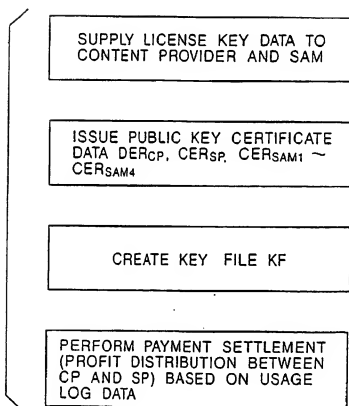 SUPPLY LICENSE KEY DATA TO
CONTENT PROVIDER AND SAM
ISSUE PUBLIC KEY CERTIFICATE
DATA DERCP, CERSP, CERSAM1 ~
CERSAM4
CREATE KEY FILE KF
PERFORM PAYMENT SETTLEMENT
(PROFIT DISTRIBUTION BETWEEN
CP AND SP) BASED ON USAGE
LOG DATA